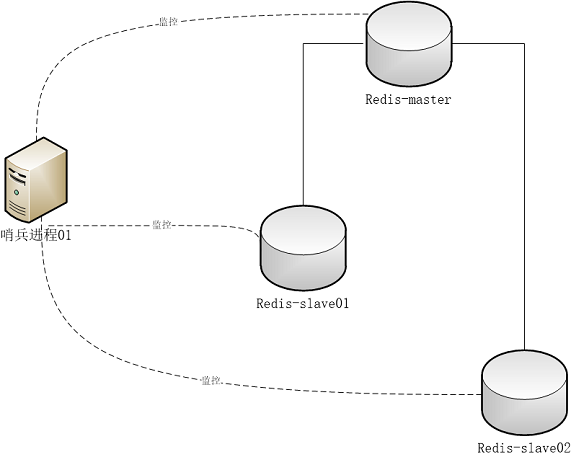 监控
Redis-master
哨兵进程01
监控
Redis-slave01
监控
Redis-slave02